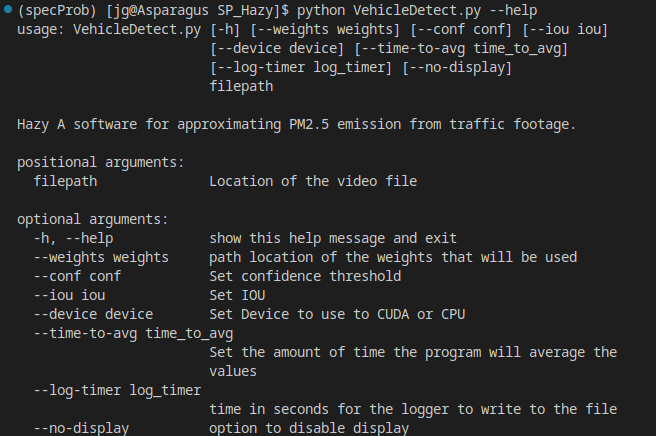 (specProb) [jg@Asparagus SP_Hazy]$ python VehicleDetect.py --help
usage: VehicleDetect.py [-h] [--weights weights] [--conf conf] [--iou iou]
[--device device] [--time-to-avg time_to_avg]
[--log-timer log_timer] [--no-display]
filepath
Hazy A software for approximating PM2.5 emission from traffic footage.
positional arguments:
filepath Location of the video file
optional arguments:
-h, --help show this help message and exit
--weights weights path location of the weights that will be used
--conf conf Set confidence threshold
--iou iou Set IOU
--device device Set Device to use to CUDA or CPU
--time-to-avg time_to_avg
Set the amount of time the program will average the
values
--log-timer log_timer
time in seconds for the logger to write to the file
--no-display option to disable display